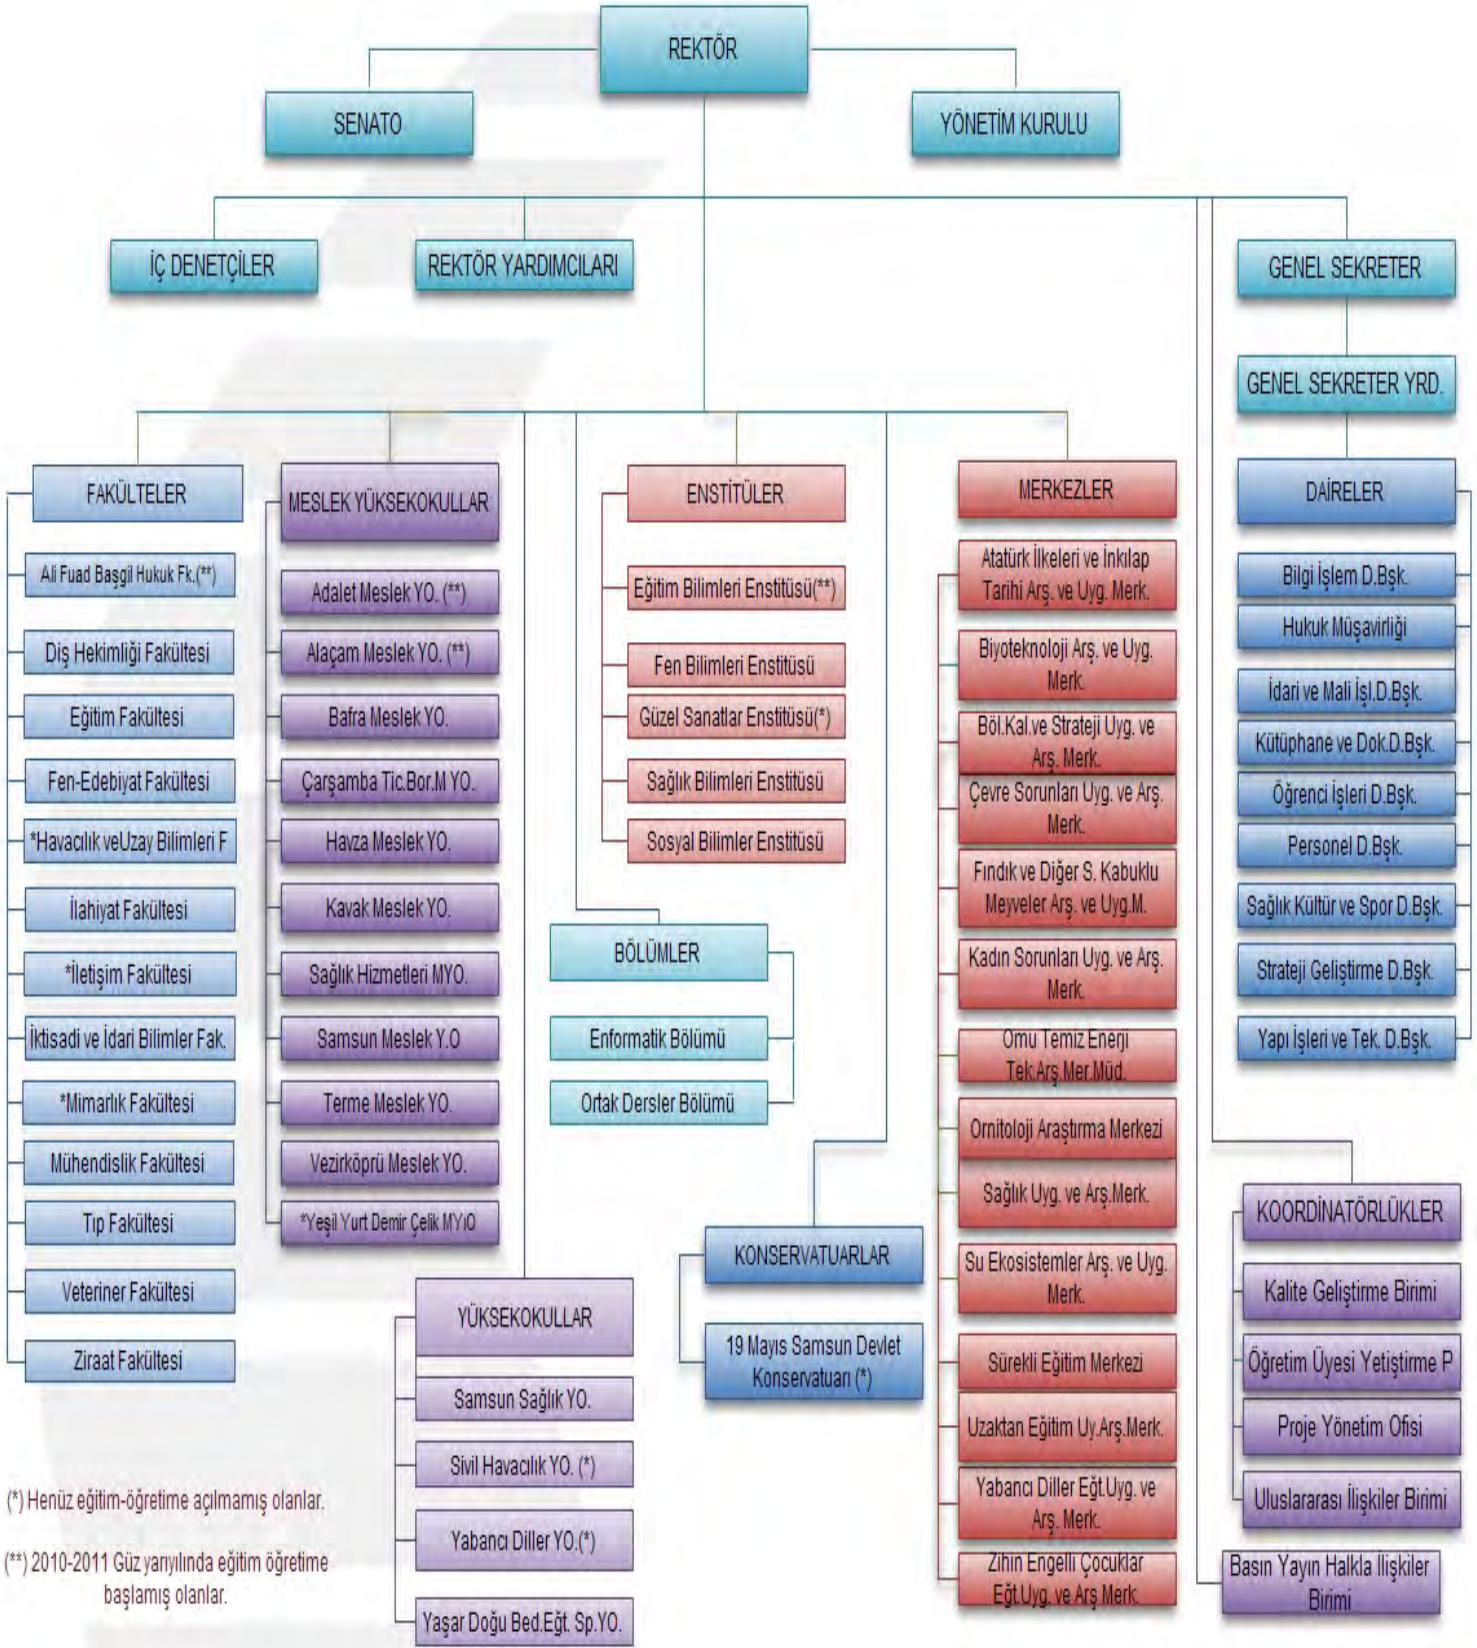 REKTÖR
SENATO
YÖNETİM KURULU
İÇ DENETÇİLER
REKTÖR YARDIMCILARI
GENEL SEKRETER
GENEL SEKRETER YRD.
FAKÜLTELER
Ali Fuad Başgil Hukuk Fk.(**)
Diş Hekimliği Fakültesi
Eğitim Fakültesi
Fen-Edebiyat Fakültesi
*Havacılık veUzay Bilimleri F
İlahiyat Fakültesi
*İletişim Fakültesi
İktisadi ve İdari Bilimler Fak.
*Mimarlık Fakültesi
Mühendislik Fakültesi
Tıp Fakültesi
Veteriner Fakültesi
Ziraat Fakültesi
MESLEK YÜKSEKOKULLAR
Adalet Meslek YO. (**)
Alaçam Meslek YO. (**)
Bafra Meslek YO.
Çarşamba Tic.Bor.M YO.
Havza Meslek YO.
Kavak Meslek YO.
Sağlık Hizmetleri MYO.
Samsun Meslek Y.O
Terme Meslek YO.
Vezirköprü Meslek YO.
*Yeşil Yurt Demir Çelik MYıO
YÜKSEKOKULLAR
Samsun Sağlık YO.
Sivil Havacılık YO. (*)
Yabancı Diller YO.(*)
Yaşar Doğu Bed.Eğt. Sp.YO.
ENSTİTÜLER
Eğitim Bilimleri Enstitüsü(**)
Fen Bilimleri Enstitüsü
Güzel Sanatlar Enstitüsü(*)
Sağlık Bilimleri Enstitüsü
Sosyal Bilimler Enstitüsü
BÖLÜMLER
Enformatik Bölümü
Ortak Dersler Bölümü
KONSERVATUARLAR
19 Mayıs Samsun Devlet
Konservatuarı (*)
MERKEZLER
Atatürk İlkeleri ve İnkılap
Tarihi Arş. ve Uyg. Merk.
Biyoteknoloji Arş. ve Uyg.
Merk.
Böl.Kal.ve Strateji Uyg. ve
Arş. Merk.
Çevre Sorunları Uyg. ve Arş.
Merk.
Fındık ve Diğer S. Kabuklu
Meyveler Arş. ve Uyg.M.
Kadın Sorunları Uyg. ve Arş.
Merk.
Omu Temiz Enerji
Tek.Arş.Mer.Müd.
Ornitoloji Araştırma Merkezi
Sağlık Uyg. ve Arş.Merk.
Su Ekosistemler Arş. ve Uyg.
Merk.
Sürekli Eğitim Merkezi
Uzaktan Eğitim Uy.Arş.Merk.
Yabancı Diller Eğt.Uyg. ve
Arş. Merk.
Zihin Engelli Çocuklar
Eğt.Uyg. ve Arş Merk.
DAİRELER
Bilgi İşlem D.Bşk.
Hukuk Müşavirliği
İdari ve Mali İşl.D.Bşk.
Kütüphane ve Dok.D.Bşk.
Öğrenci İşleri D.Bşk.
Personel D.Bşk.
Sağlık Kültür ve Spor D.Bşk.
Strateji Geliştirme D.Bşk.
Yapı İşleri ve Tek. D.Bşk.
KOORDİNATÖRLÜKLER
Kalite Geliştirme Birimi
Öğretim Üyesi Yetiştirme P
Proje Yönetim Ofisi
Uluslararası İlişkiler Birimi
Basın Yayın Halkla İlişkiler
Birimi
(*) Henüz eğitim-öğretime açılmamış olanlar.
(**) 2010-2011 Güz yarıyılında eğitim öğretime
başlamış olanlar.